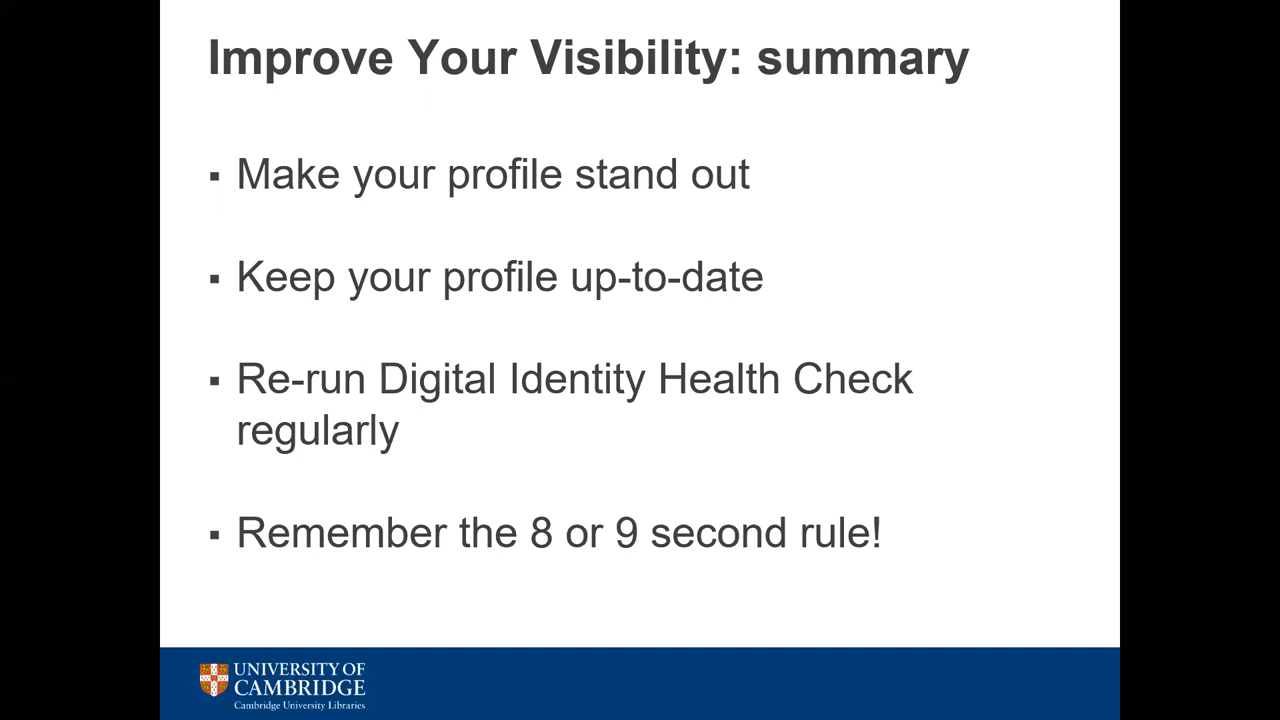 Improve Your Visibility: summary
▪ Make your profile stand out
▪ Keep your profile up-to-date
▪ Re-run Digital Identity Health Check
regularly
▪ Remember the 8 or 9 second rule!
UNIVERSITY OF
CAMBRIDGE
Cambridge University Libraries